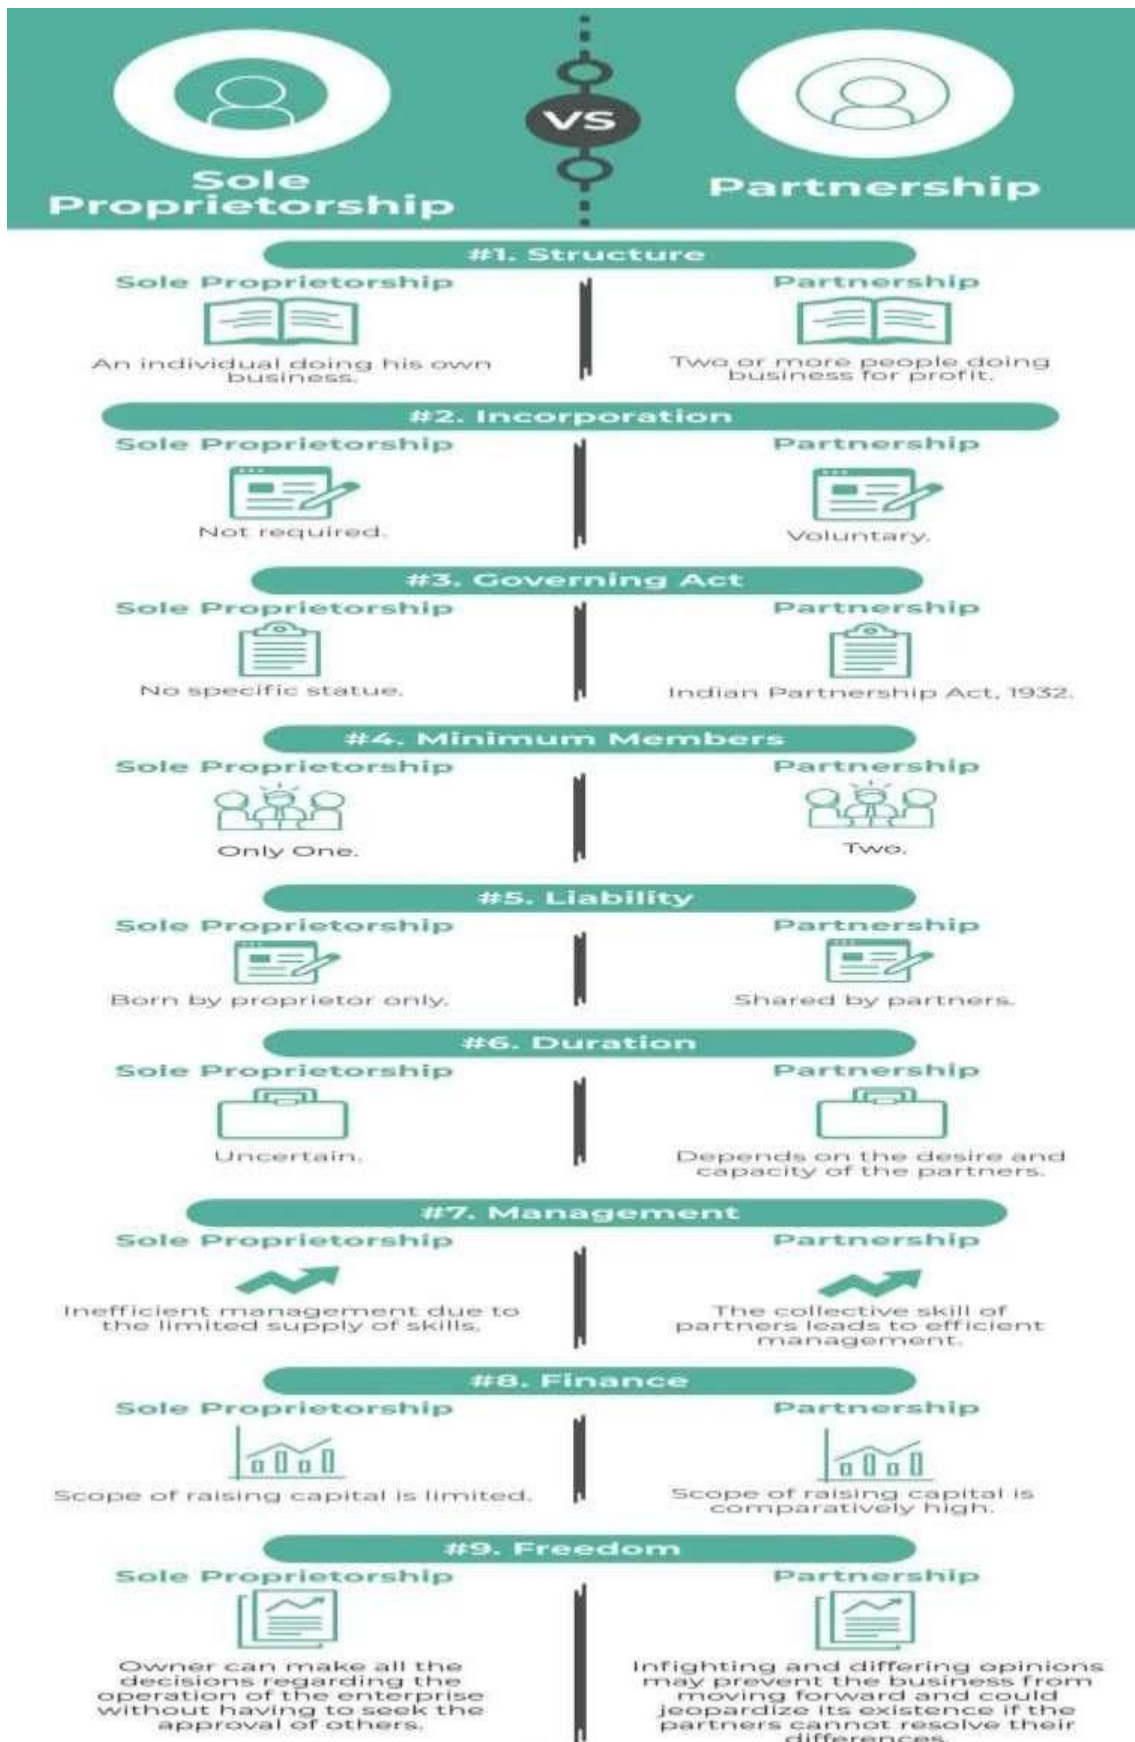 VS
Sole
Proprietorship
Partnership
#1. Structure
Sole Proprietorship
An individual doing his own
business.
Partnership
Two or more people doing
business for profit.
#2. Incorporation
Sole Proprietorship
Not required.
Partnership
Voluntary.
#3. Governing Act
Sole Proprietorship
No specific statue.
Partnership
Indian Partnership Act, 1932.
#4. Minimum Members
Sole Proprietorship
Only One.
Partnership
Two.
#5. Liability
Sole Proprietorship
Born by proprietor only.
Partnership
Shared by partners.
#6. Duration
Sole Proprietorship
Uncertain.
Partnership
Depends on the desire and
capacity of the partners.
#7. Management
Sole Proprietorship
Inefficient management due to
the limited supply of skills.
Partnership
The collective skill of
partners leads to efficient
management.
#8. Finance
Sole Proprietorship
Scope of raising capital is limited.
Partnership
Scope of raising capital is
comparatively high.
#9. Freedom
Sole Proprietorship
Owner can make all the
decisions regarding the
operation of the enterprise
without having to seek the
approval of others.
Partnership
Infighting and differing opinions
may prevent the business from
moving forward and could
jeopardize its existence if the
partners cannot resolve their
differences.